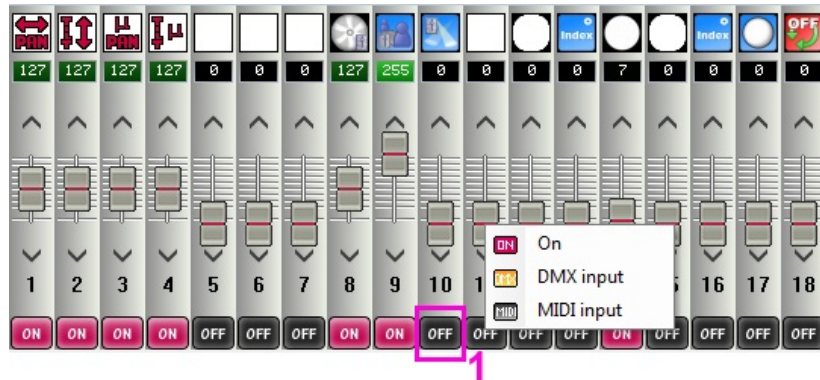 PAN μ PAN μ Index Index OFF
127 127 127 127 0 0 0 127 255 0 0 0 0 7 0 0 0 0
On
DMX input
MIDI input
ON
DMX
MIDI
1 2 3 4 5 6 7 8 9 10 16 17 18
ON ON ON ON OFF OFF OFF ON ON OFF OFF OFF OFF ON OFF OFF OFF OFF
1